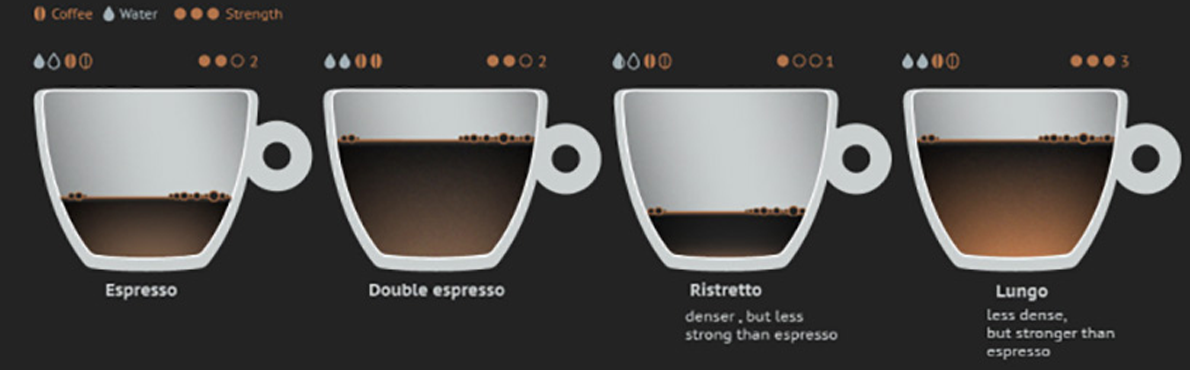 Coffee Water Strength
2 2 1 3
Espresso Double espresso Ristretto Lungo
denser , but less
strong than espresso
less dense,
but stronger than
espresso